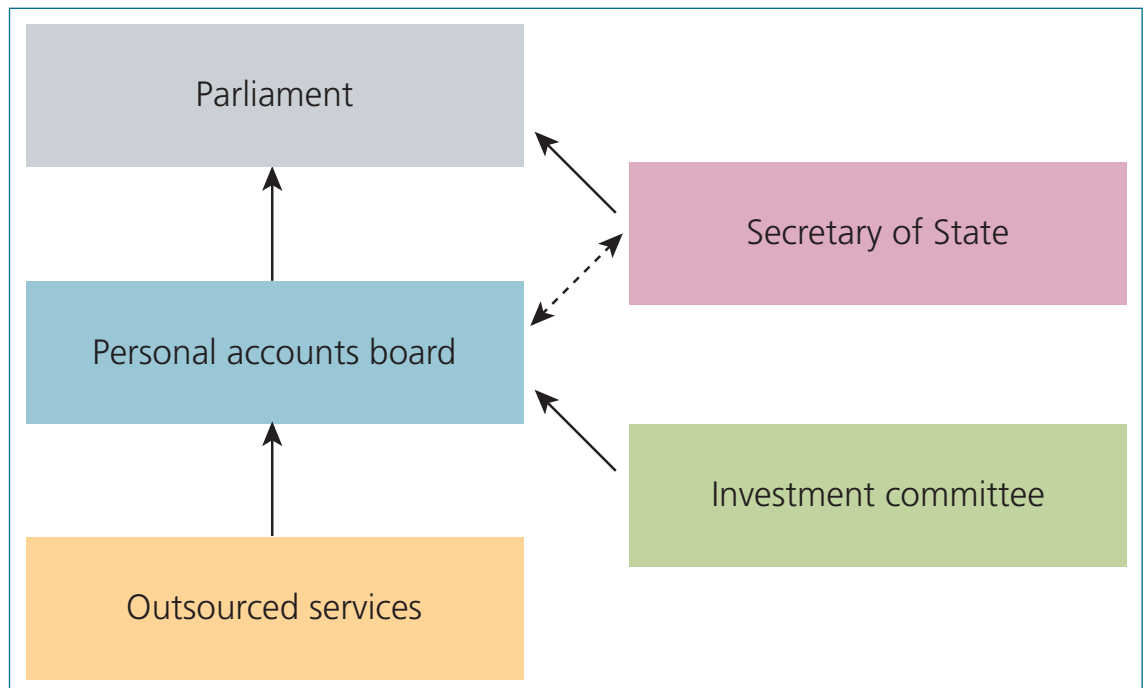 Parliament
Secretary of State
Personal accounts board
Investment committee
Outsourced services